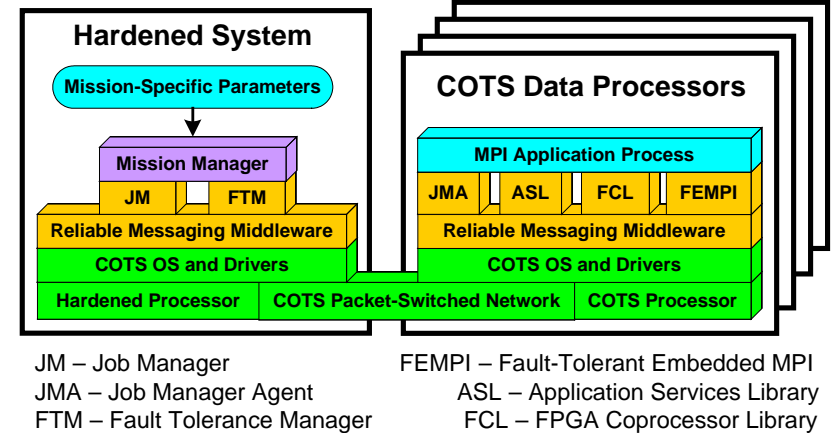 Hardened System
Mission-Specific Parameters
Mission Manager
JM
FTM
Reliable Messaging Middleware
COTS OS and Drivers
Hardened Processor
COTS Packet-Switched Network
COTS Data Processors
MPI Application Process
JMA
ASL
FCL
FEMPI
Reliable Messaging Middleware
COTS OS and Drivers
COTS Processor
JM – Job Manager
JMA – Job Manager Agent
FTM – Fault Tolerance Manager
FEMPI – Fault-Tolerant Embedded MPI
ASL – Application Services Library
FCL – FPGA Coprocessor Library